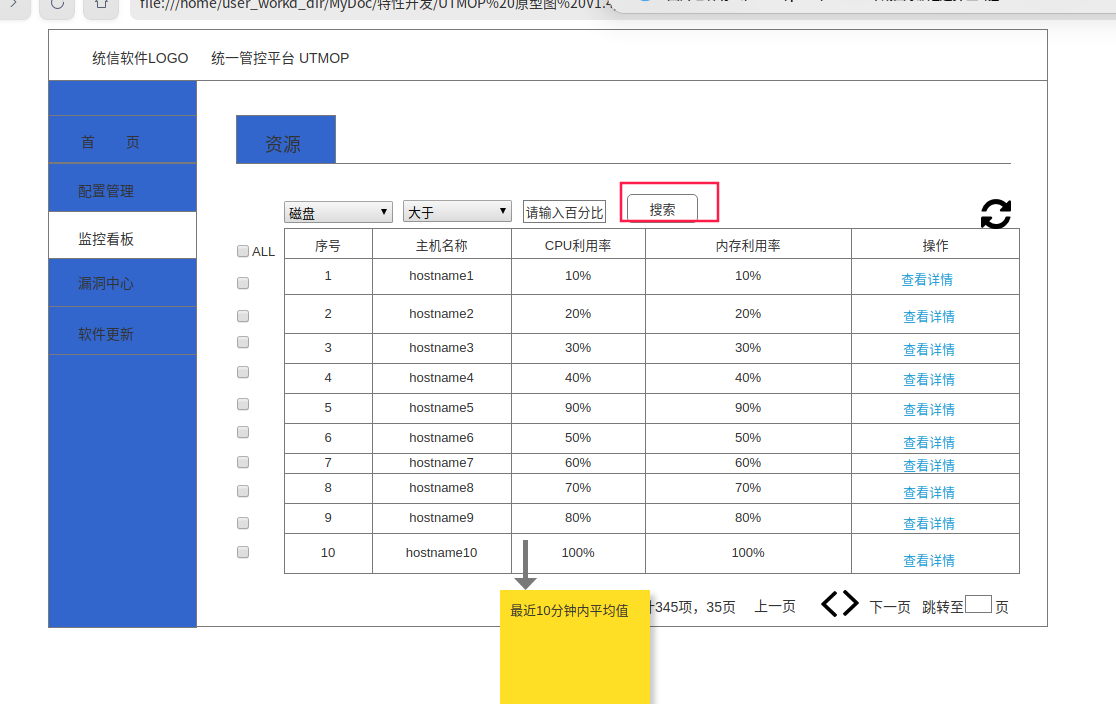 file:///home/user_workd_dir/MyDoc/特性开发/UTMOP%20原型图%20V1.4
统信软件LOGO 统一管控平台 UTMOP
首 页
配置管理
监控看板
漏洞中心
软件更新
资源
磁盘 大于 请输入百分比 搜索
ALL 序号 主机名称 CPU利用率 内存利用率 操作
1 hostname1 10% 10% 查看详情
2 hostname2 20% 20% 查看详情
3 hostname3 30% 30% 查看详情
4 hostname4 40% 40% 查看详情
5 hostname5 90% 90% 查看详情
6 hostname6 50% 50% 查看详情
7 hostname7 60% 60% 查看详情
8 hostname8 70% 70% 查看详情
9 hostname9 80% 80% 查看详情
10 hostname10 100% 100% 查看详情
345项，35页 上一页 下一页 跳转至 页
最近10分钟内平均值